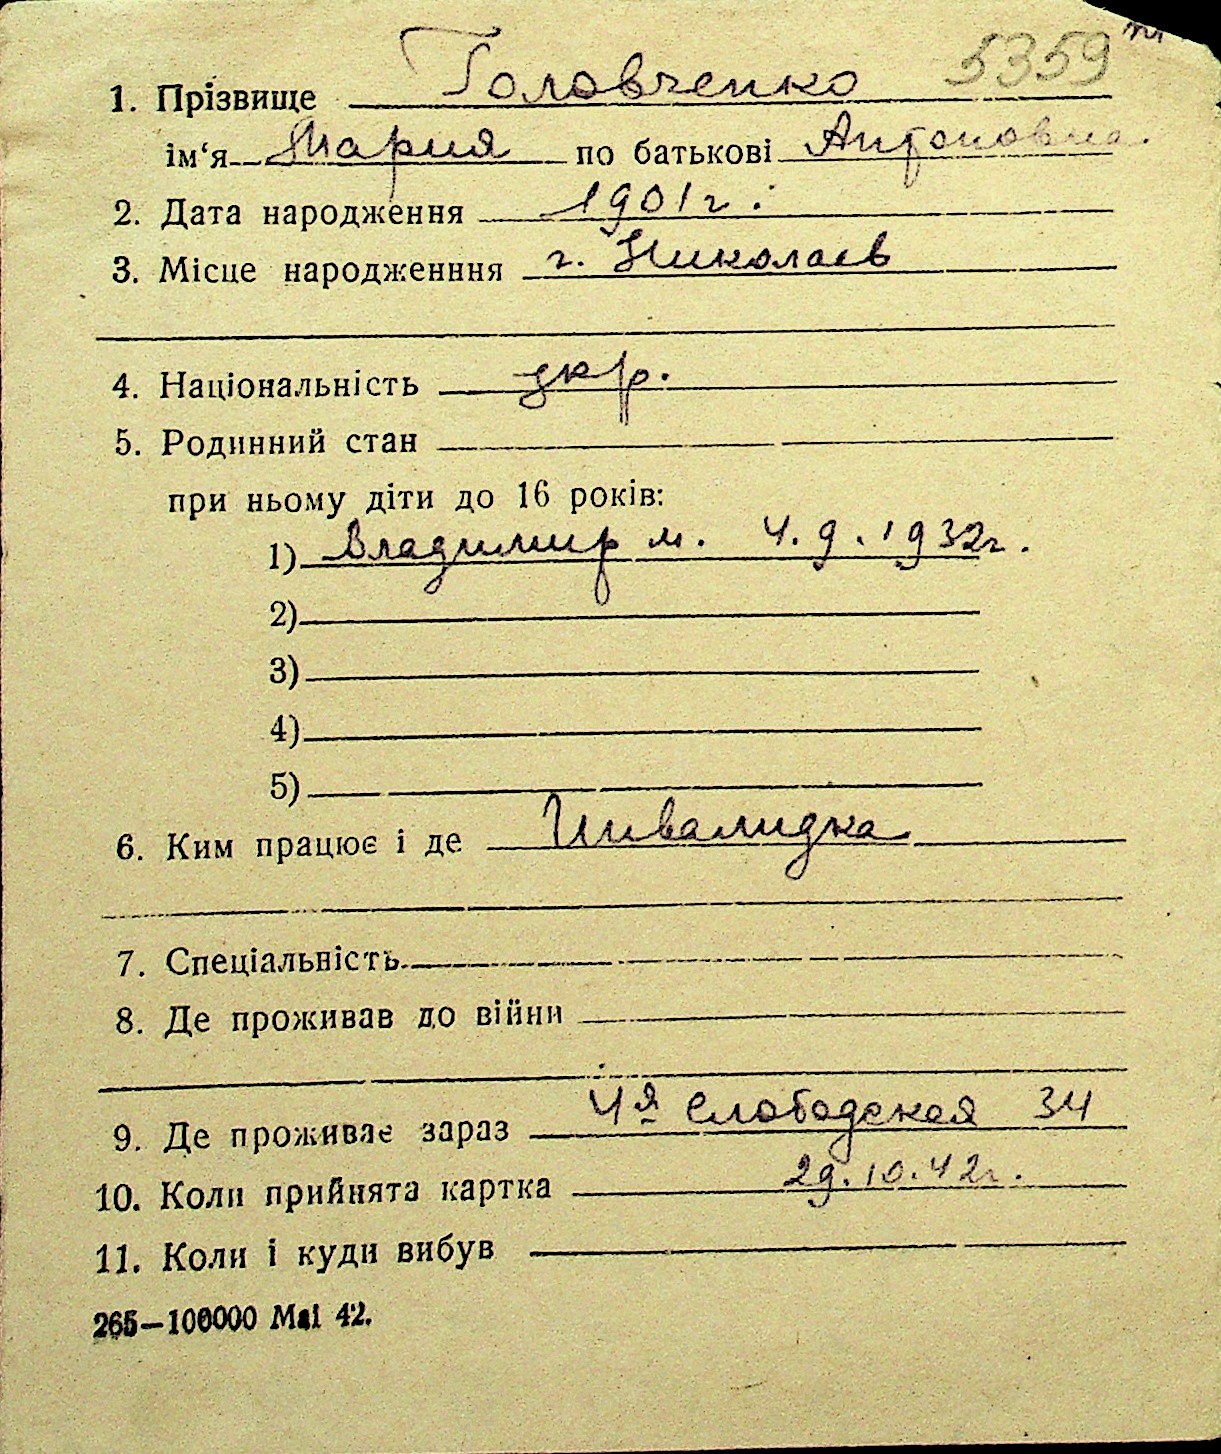 5359
1. Прізвище Головченко
ім‘я Мария по батькові Антоновна.
2. Дата народження 1901 г.
3. Місце народженння г. Николаев
4. Національність укр.
5. Родинний стан
при ньому діти до 16 років:
1) Владимир м. 4.9.1932г.
2)
3)
4)
5)
6. Ким працює і де Инвалидка
7. Спеціальність
8. Де проживав до війни
9. Де проживає зараз 4я Слободская 34
10. Коли прийнята картка 29.10.42г.
11. Коли і куди вибув
265—100000 Mai 42.